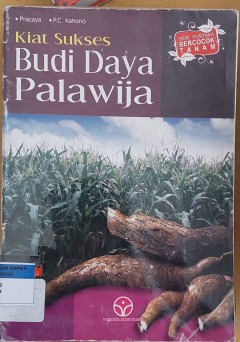 • Pracaya • P.C. Kahono
Kiat Sukses
Budi Daya
Palawija
SERI PUSTAKA
BERCOCOK
TANAM